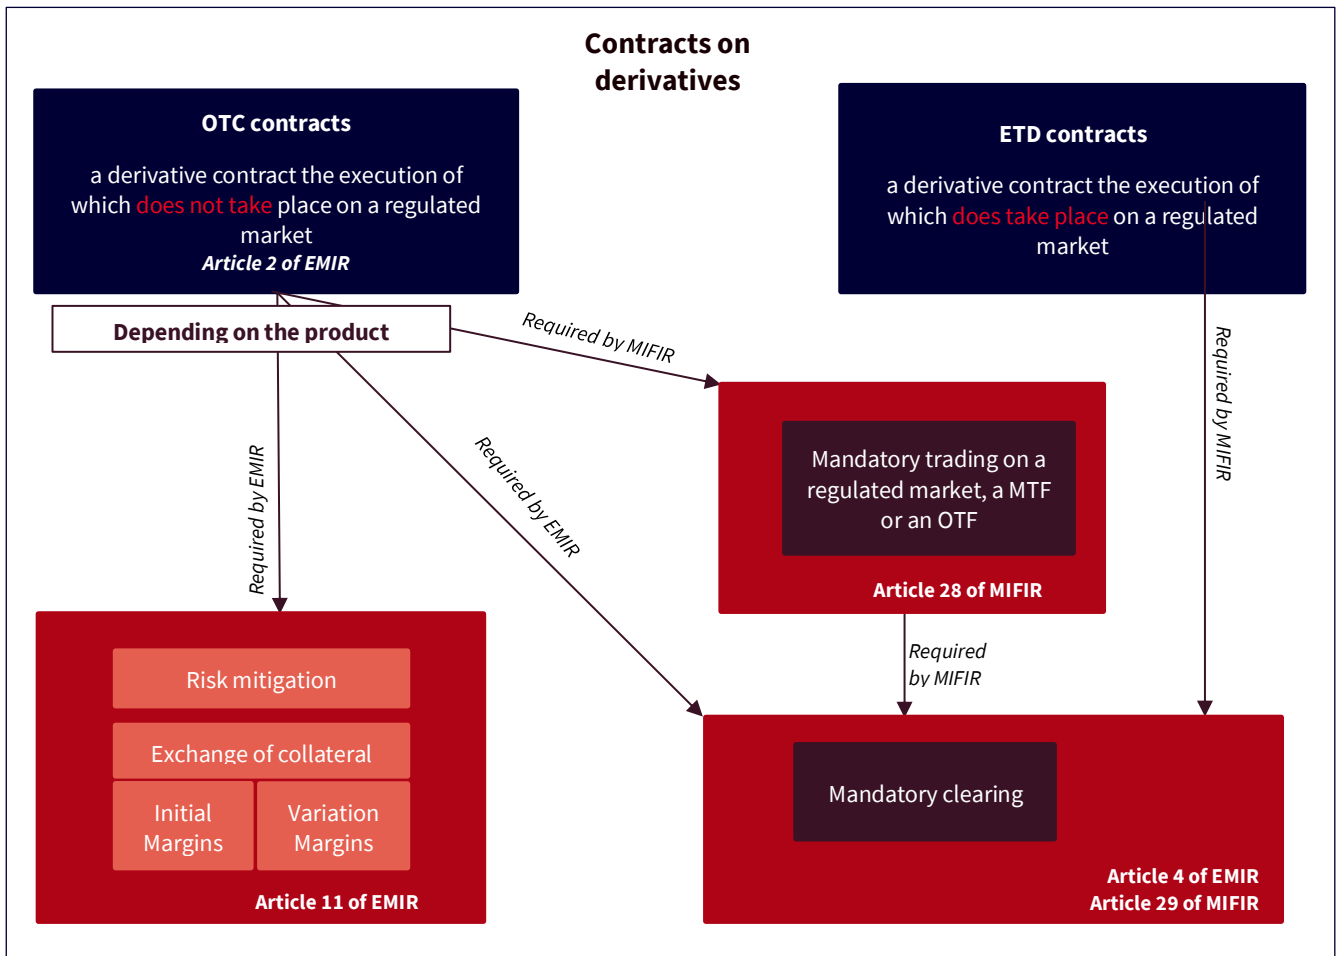 Contracts on
derivatives
OTC contracts
a derivative contract the execution of
which does not take place on a regulated
market
Article 2 of EMIR
ETD contracts
a derivative contract the execution of
which does take place on a regulated
market
Depending on the product
Required by MIFIR
Required by EMIR
Required by EMIR
Required by MIFIR
Mandatory trading on a
regulated market, a MTF
or an OTF
Article 28 of MIFIR
Required
by MIFIR
Risk mitigation
Exchange of collateral
Initial
Margins
Variation
Margins
Article 11 of EMIR
Mandatory clearing
Article 4 of EMIR
Article 29 of MIFIR